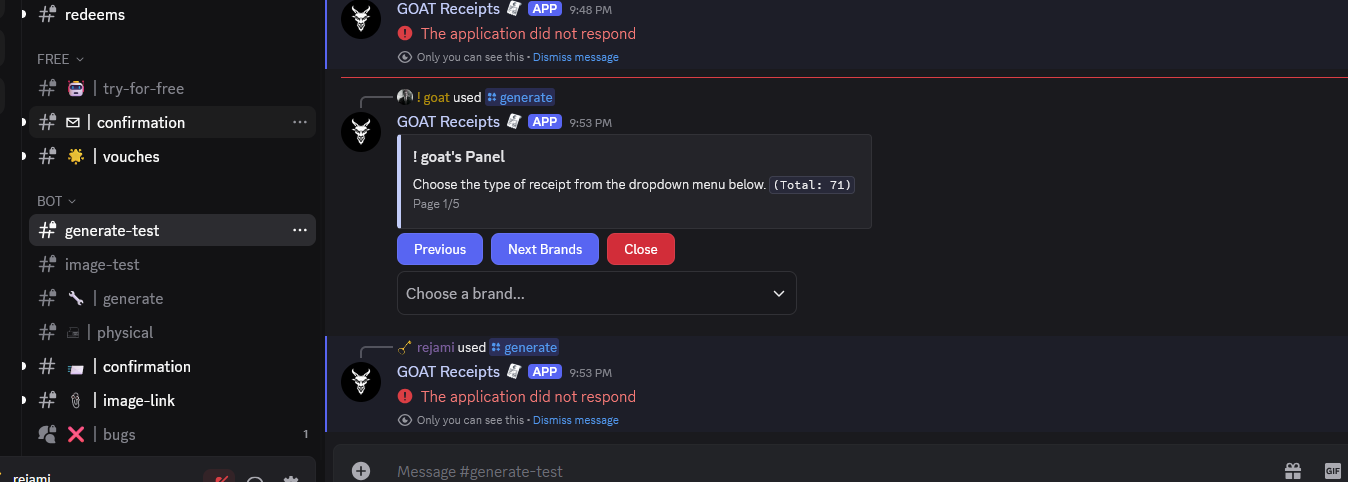 redeems
FREE
| try-for-free
| confirmation
| vouches
BOT
generate-test
image-test
| generate
| physical
| confirmation
| image-link
| bugs 1
rejami
GOAT Receipts APP 9:48 PM
The application did not respond
Only you can see this • Dismiss message
! goat used generate
GOAT Receipts APP 9:53 PM
! goat's Panel
Choose the type of receipt from the dropdown menu below. (Total: 71)
Page 1/5
Previous Next Brands Close
Choose a brand...
rejami used generate
GOAT Receipts APP 9:53 PM
The application did not respond
Only you can see this • Dismiss message
Message #generate-test
GIF